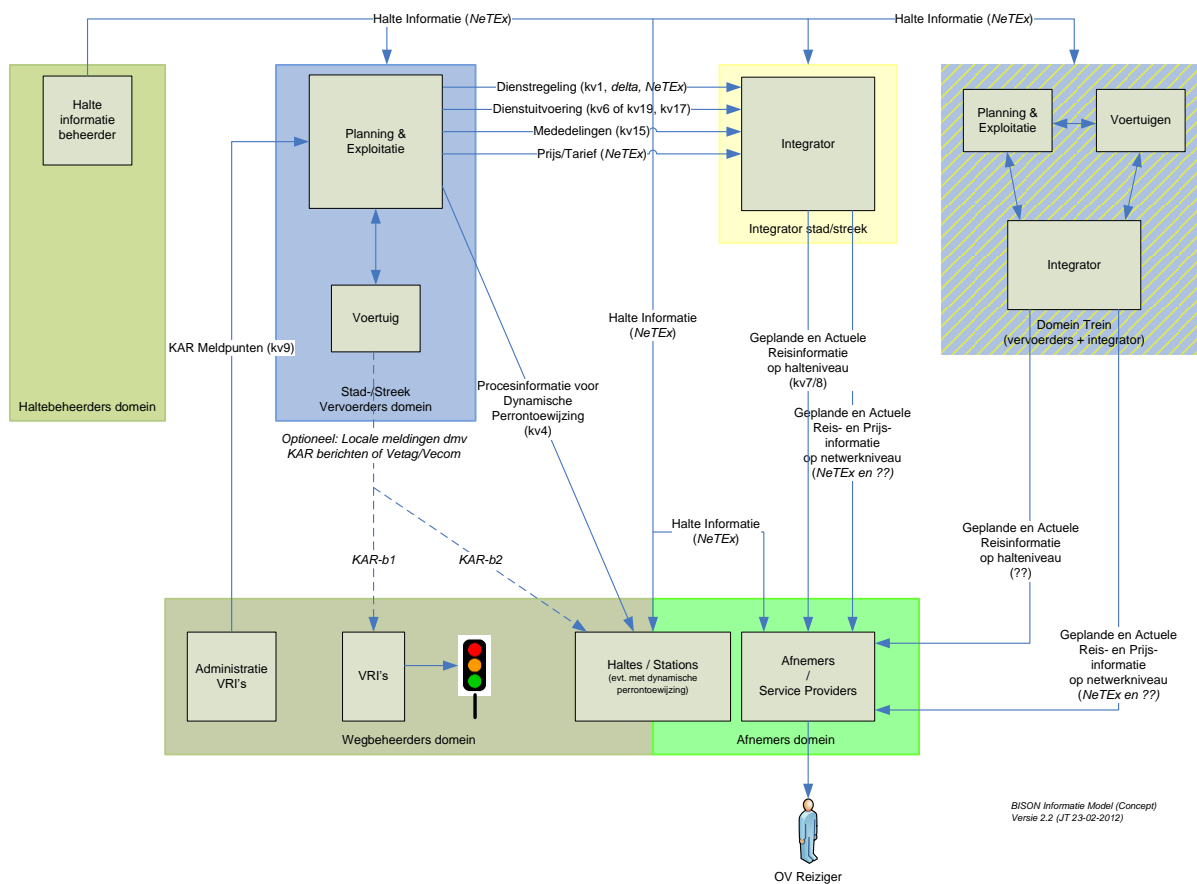 Halte Informatie (NeTEx)
Halte Informatie (NeTEx)
Halte
informatie
beheerder
Haltebeheerders domein
Planning &
Exploitatie
Voertuig
Stad-/Streek
Vervoerders domein
Dienstregeling (kv1, delta, NeTEx)
Dienstuitvoering (kv6 of kv19, kv17)
Mededelingen (kv15)
Prijs/Tarief (NeTEx)
Integrator
Integrator stad/streek
Planning &
Exploitatie
Voertuigen
Integrator
Domein Trein
(vervoerders + integrator)
KAR Meldpunten (kv9)
Optioneel: Locale meldingen dmv
KAR berichten of Vetag/Vecom
Procesinformatie voor
Dynamische
Perrontoewijzing
(kv4)
Halte Informatie
(NeTEx)
Geplande en Actuele
Reisinformatie
op halteniveau
(kv7/8)
Geplande en Actuele
Reis- en Prijs-
informatie
op netwerkniveau
(NeTEx en ??)
Halte Informatie
(NeTEx)
Geplande en Actuele
Reisinformatie
op halteniveau
(??)
Geplande en Actuele
Reis- en Prijs-
informatie
op netwerkniveau
(NeTEx en ??)
KAR-b1
KAR-b2
Administratie
VRI's
VRI's
Haltes / Stations
(evt. met dynamische
perrontoewijzing)
Afnemers
/
Service Providers
Wegbeheerders domein
Afnemers domein
OV Reiziger
BISON Informatie Model (Concept)
Versie 2.2 (JT 23-02-2012)